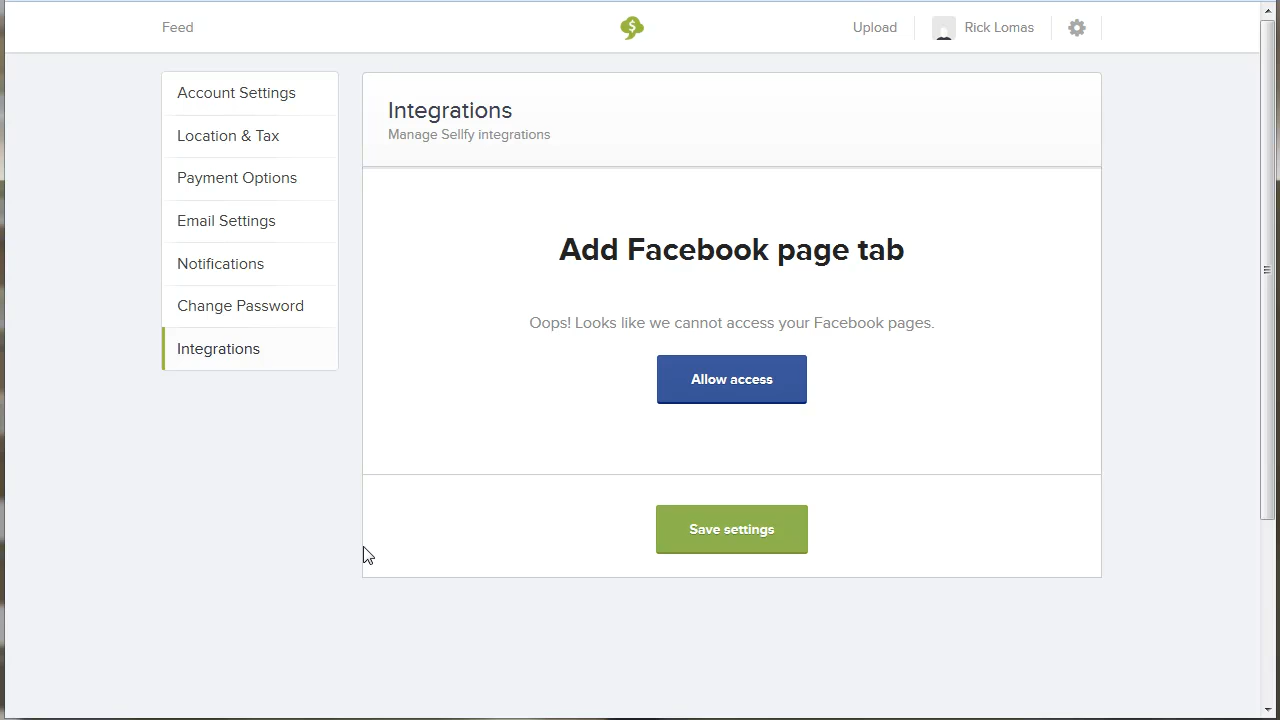 Feed
$
Upload
Rick Lomas
Account Settings
Location & Tax
Payment Options
Email Settings
Notifications
Change Password
Integrations
Integrations
Manage Sellfy integrations
Add Facebook page tab
Oops! Looks like we cannot access your Facebook pages.
Allow access
Save settings